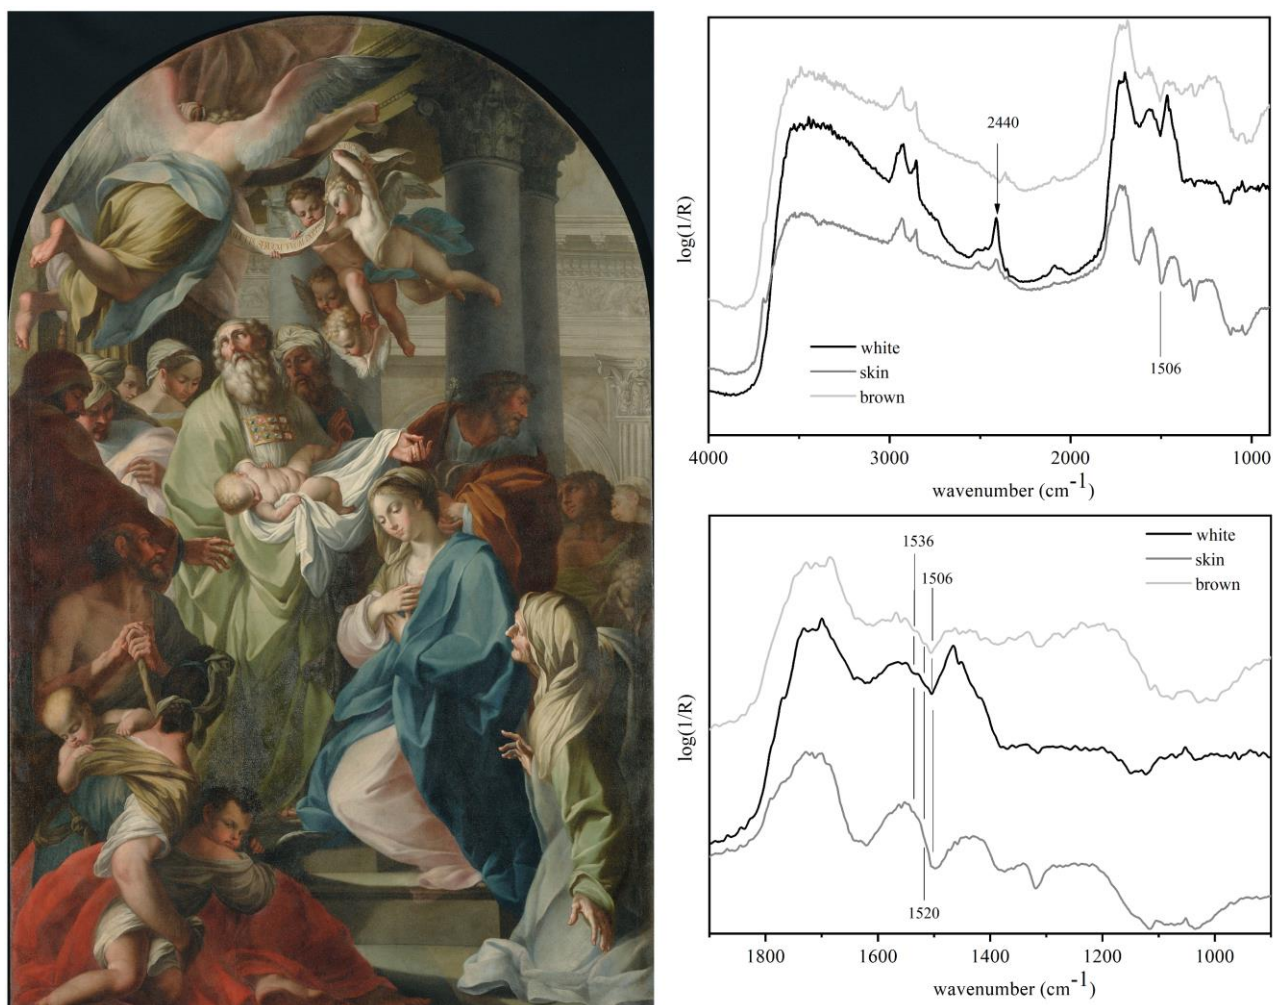 2440
log(1/R)
white
skin
brown
1506
4000
3000
2000
1000
wavenumber (cm-1)
1536
1506
white
skin
brown
log(1/R)
1520
1800
1600
1400
1200
1000
wavenumber (cm-1)